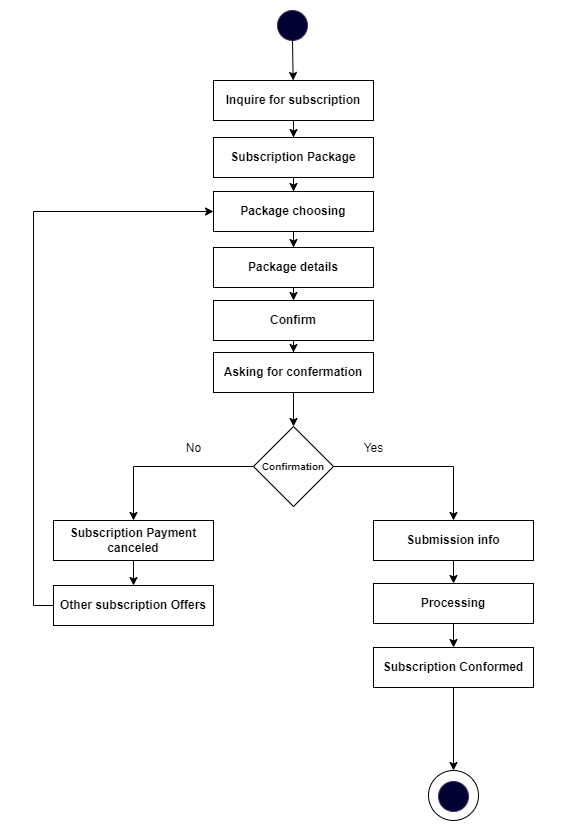 Inquire for subscription
Subscription Package
Package choosing
Package details
Confirm
Asking for confermation
No
Yes
Confirmation
Subscription Payment
canceled
Submission info
Other subscription Offers
Processing
Subscription Conformed